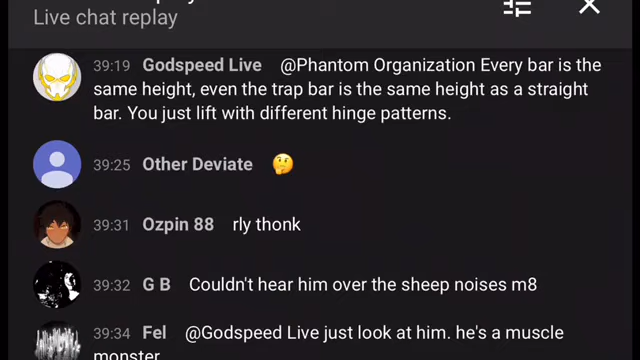 Live chat replay
39:19 Godspeed Live @Phantom Organization Every bar is the
same height, even the trap bar is the same height as a straight
bar. You just lift with different hinge patterns.
39:25 Other Deviate 🤔
39:31 Ozpin 88 rly thonk
39:32 G B Couldn't hear him over the sheep noises m8
39:34 Fel @Godspeed Live just look at him. he's a muscle
monster